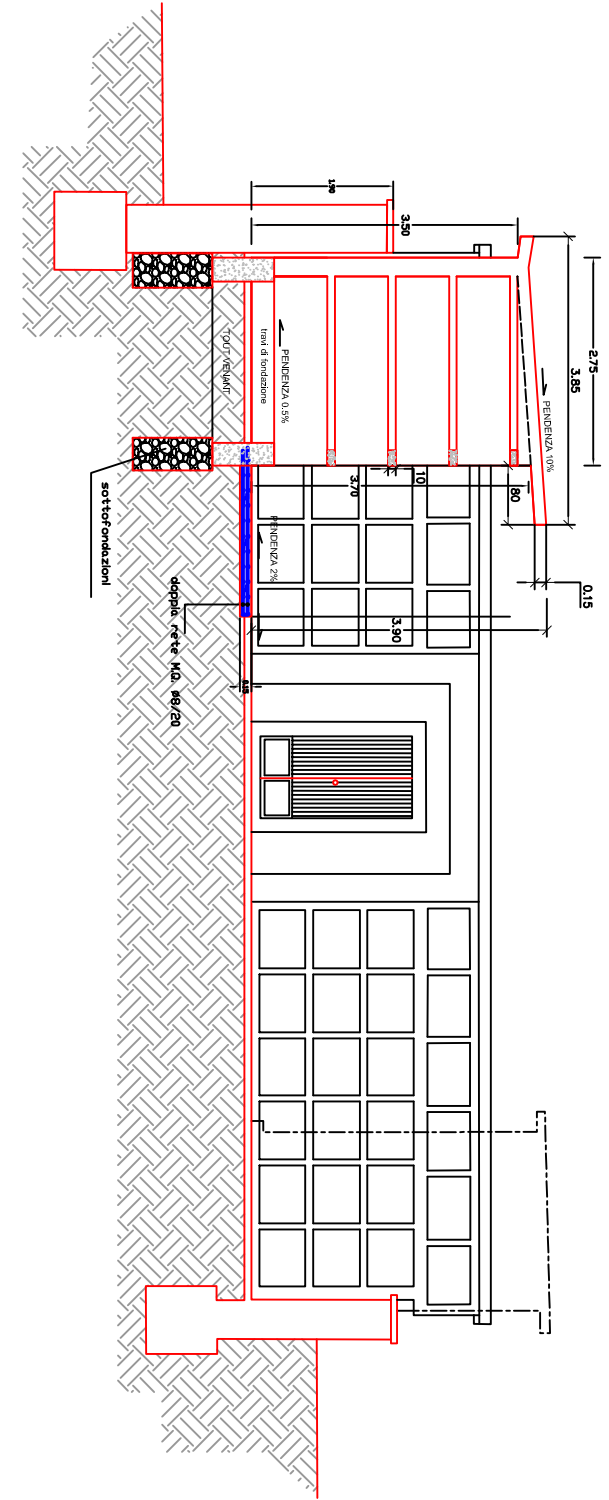 1.90
3.50
2.75
3.85
PENDENZA 10%
0.15
PENDENZA 0.5%
travi di fondazione
TOUT-VENANT
10
80
3.70
PENDENZA 2%
3.90
sottofondazioni
doppia rete M.Q. Ø8/20